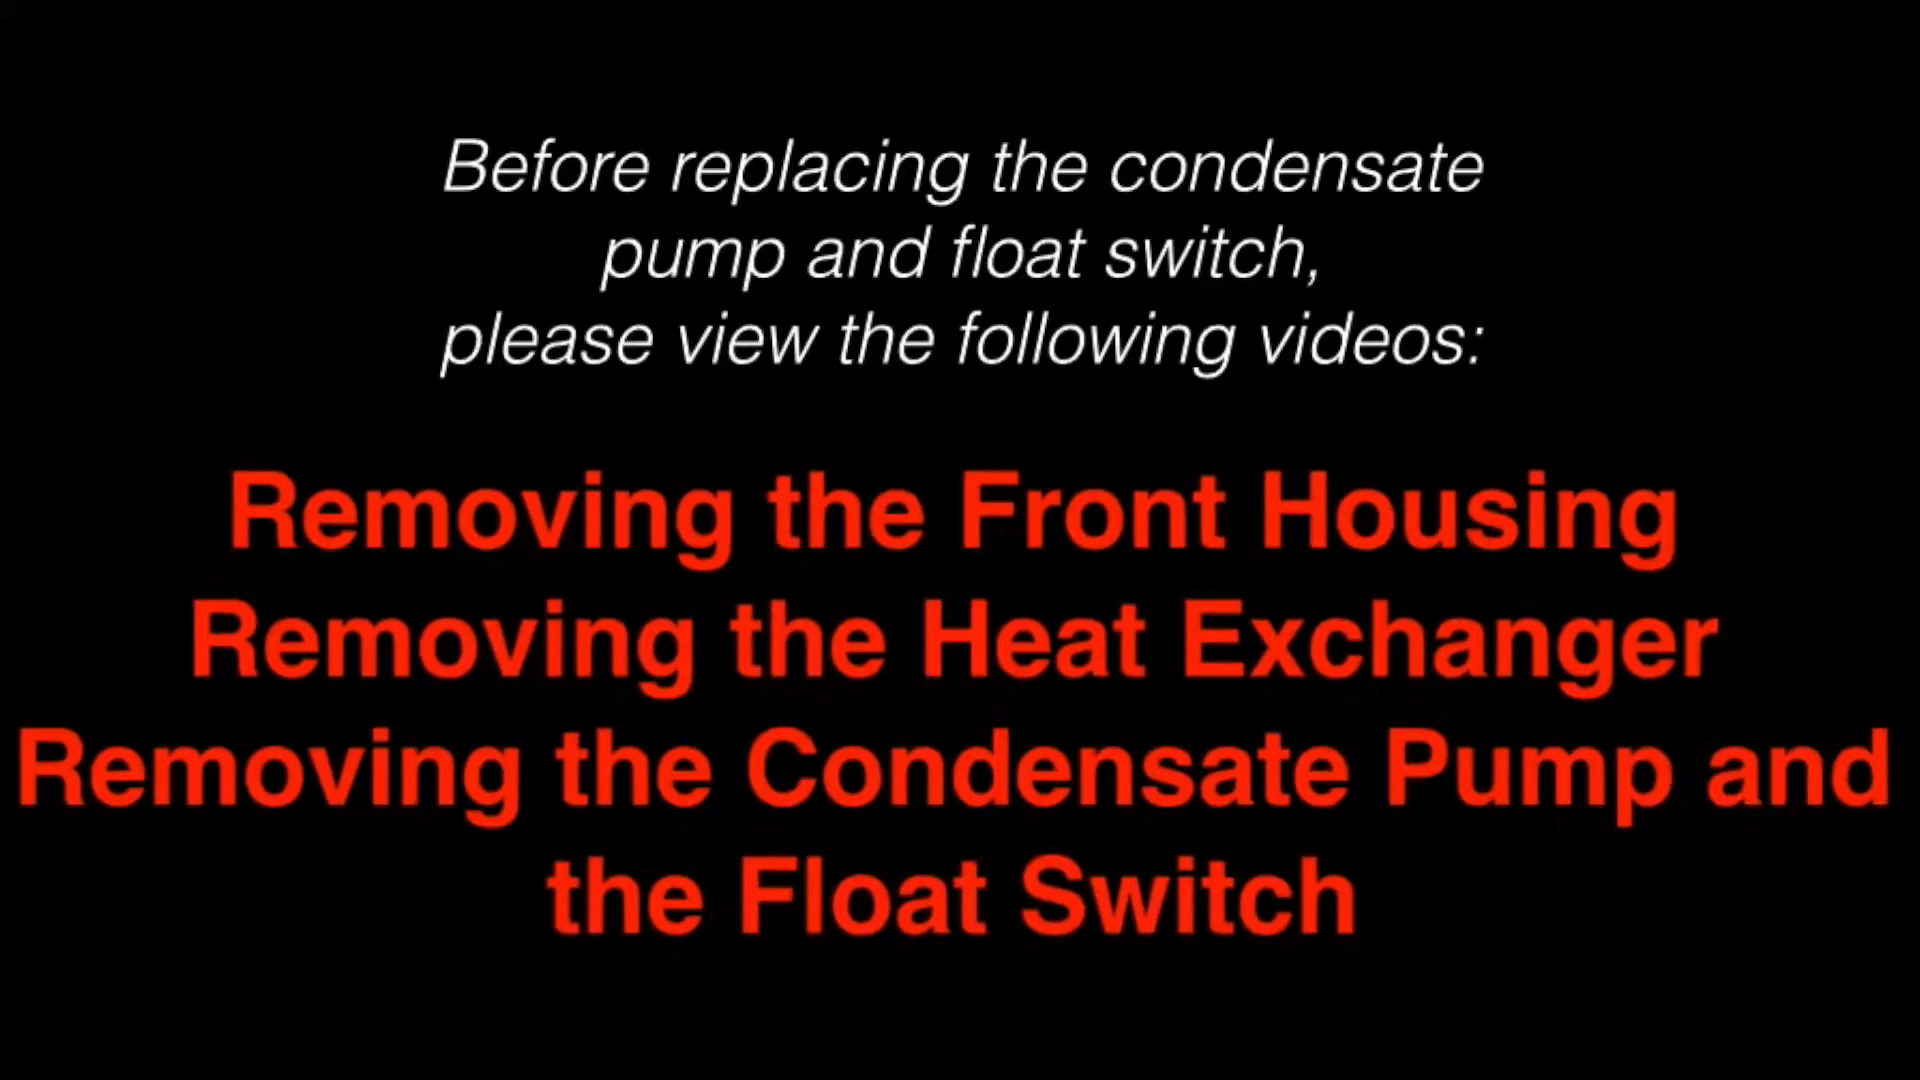 Before replacing the condensate
pump and float switch,
please view the following videos:
Removing the Front Housing
Removing the Heat Exchanger
Removing the Condensate Pump and
the Float Switch